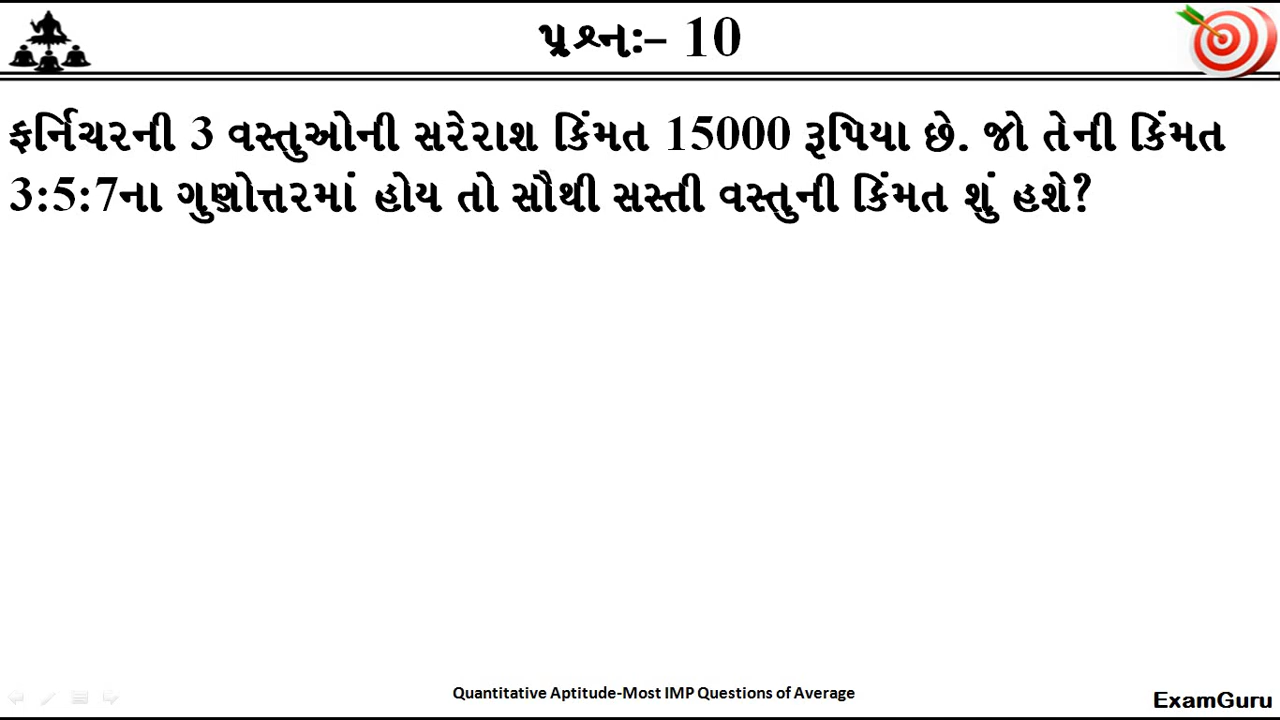 પ્રશ્નઃ– 10
ફર્નિચરની 3 વસ્તુઓની સરેરાશ કિંમત 15000 રૂપિયા છે. જો તેની કિંમત
3:5:7ના ગુણોત્તરમાં હોય તો સૌથી સસ્તી વસ્તુની કિંમત શું હશે?
Quantitative Aptitude-Most IMP Questions of Average
ExamGuru